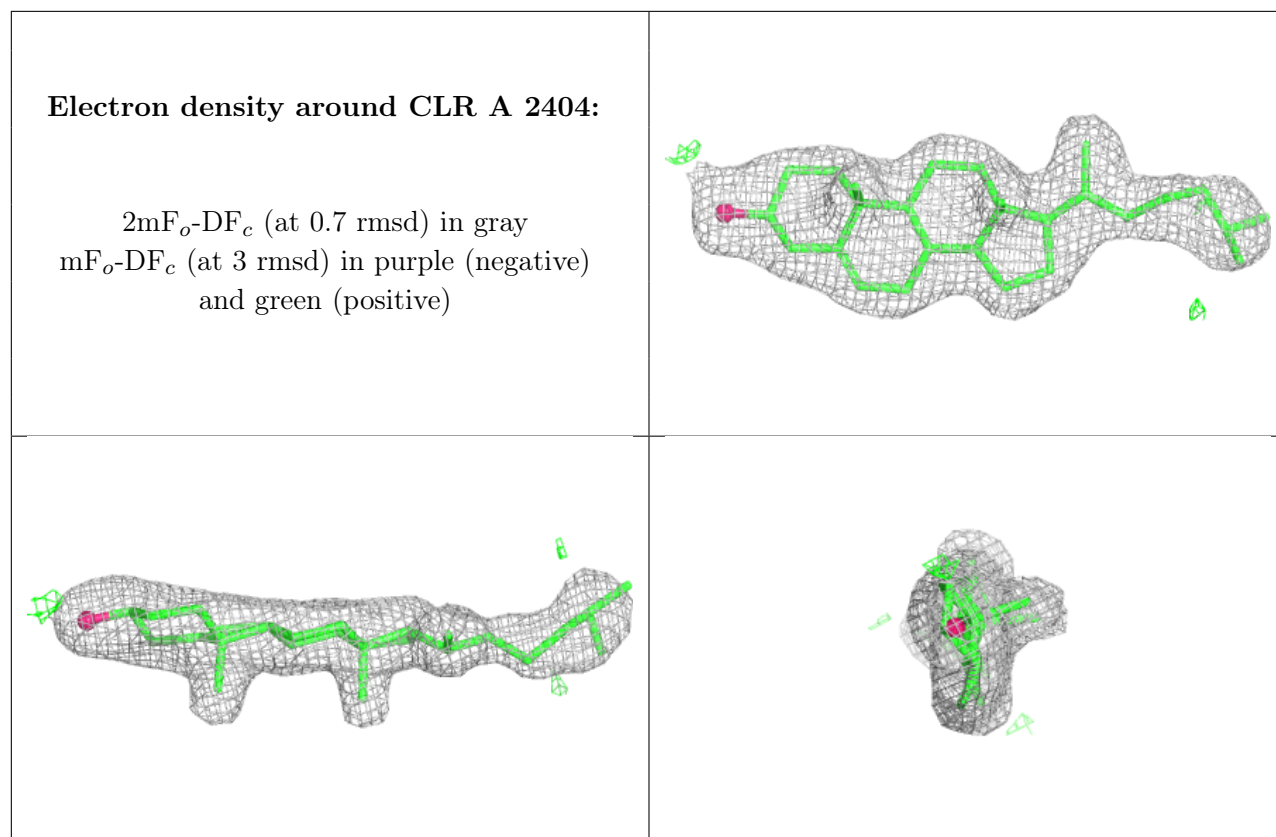 Electron density around CLR A 2404:
2mFo-DFc (at 0.7 rmsd) in gray
mFo-DFc (at 3 rmsd) in purple (negative)
and green (positive)